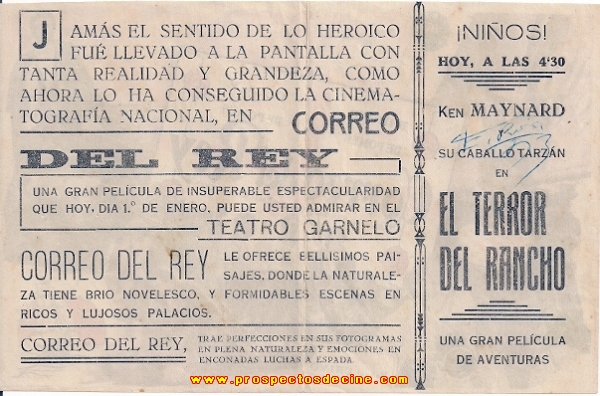 JAMÁS EL SENTIDO DE LO HEROICO
FUÉ LLEVADO A LA PANTALLA CON
TANTA REALIDAD Y GRANDEZA, COMO
AHORA LO HA CONSEGUIDO LA CINEMA-
TOGRAFÍA NACIONAL, EN CORREO
DEL REY
UNA GRAN PELÍCULA DE INSUPERABLE ESPECTACULARIDAD
QUE HOY, DIA 1.º DE ENERO, PUEDE USTED ADMIRAR EN EL
TEATRO GARNELO
CORREO DEL REY LE OFRECE BELLISIMOS PAI-
SAJES, DONDE LA NATURALE-
ZA TIENE BRIO NOVELESCO, Y FORMIDABLES ESCENAS EN
RICOS Y LUJOSOS PALACIOS.
CORREO DEL REY, TRAE PERFECCIONES EN SUS FOTOGRAMAS
EN PLENA NATURALEZA Y EMOCIONES EN
ENCONADAS LUCHAS A ESPADA
¡NIÑOS!
HOY, A LAS 4'30
KEN MAYNARD
SU CABALLO TARZÁN
EN
EL TERROR
DEL RANCHO
UNA GRAN PELÍCULA
DE AVENTURAS
www.prospectosdecine.com